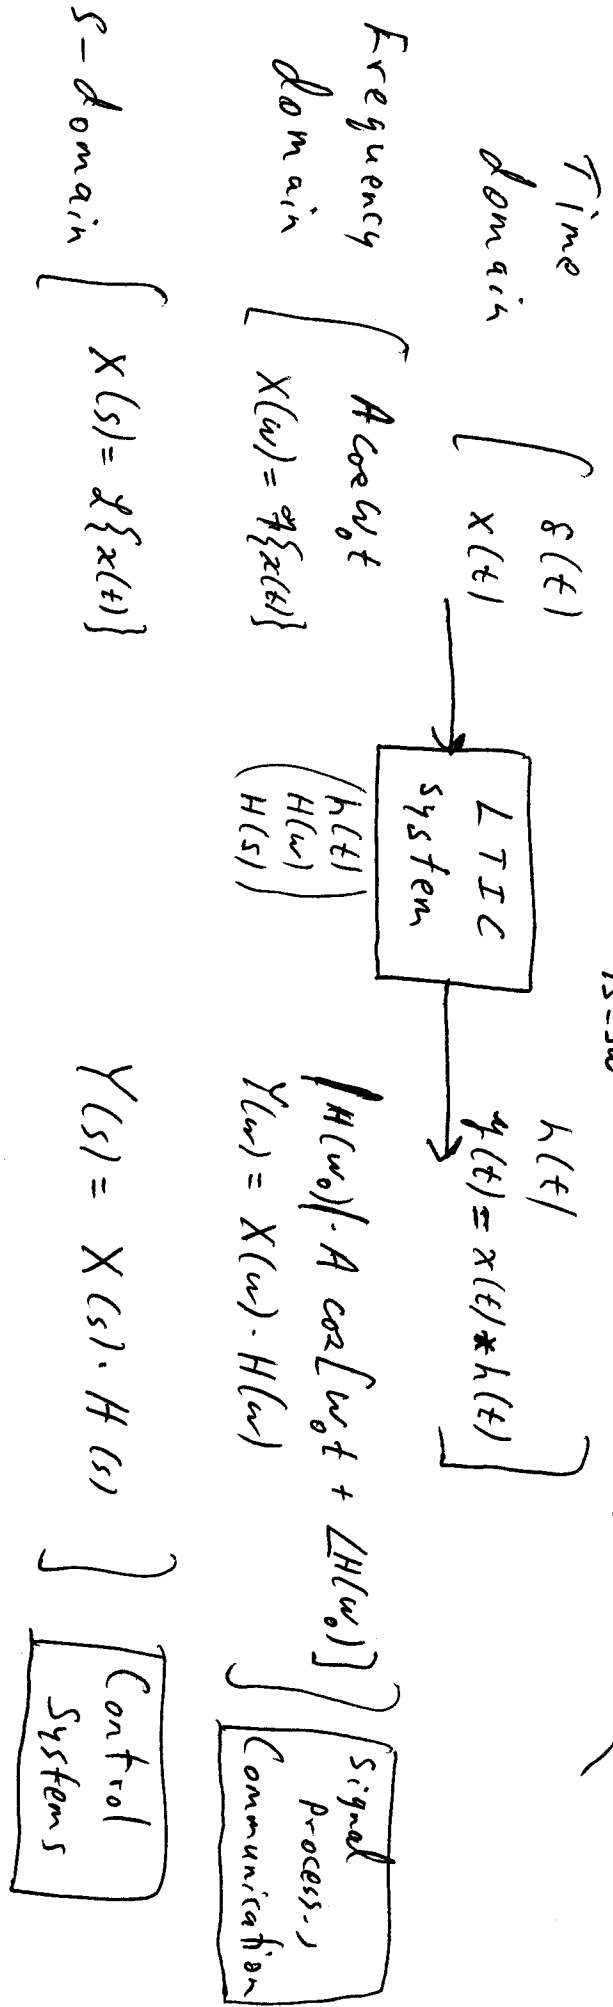 Time domain
δ(t)
x(t)
LTIC
system
(h(t)
H(ω)
H(s))
h(t)
y(t) = x(t) * h(t)
Frequency domain
A cos ω₀t
X(ω) = ℱ{x(t)}
|H(ω₀)|·A cos[ω₀t + ∠H(ω₀)]
Y(ω) = X(ω)·H(ω)
Signal
process.,
Communication
s-domain
X(s) = ℒ{x(t)}
Y(s) = X(s)·H(s)
Control
Systems